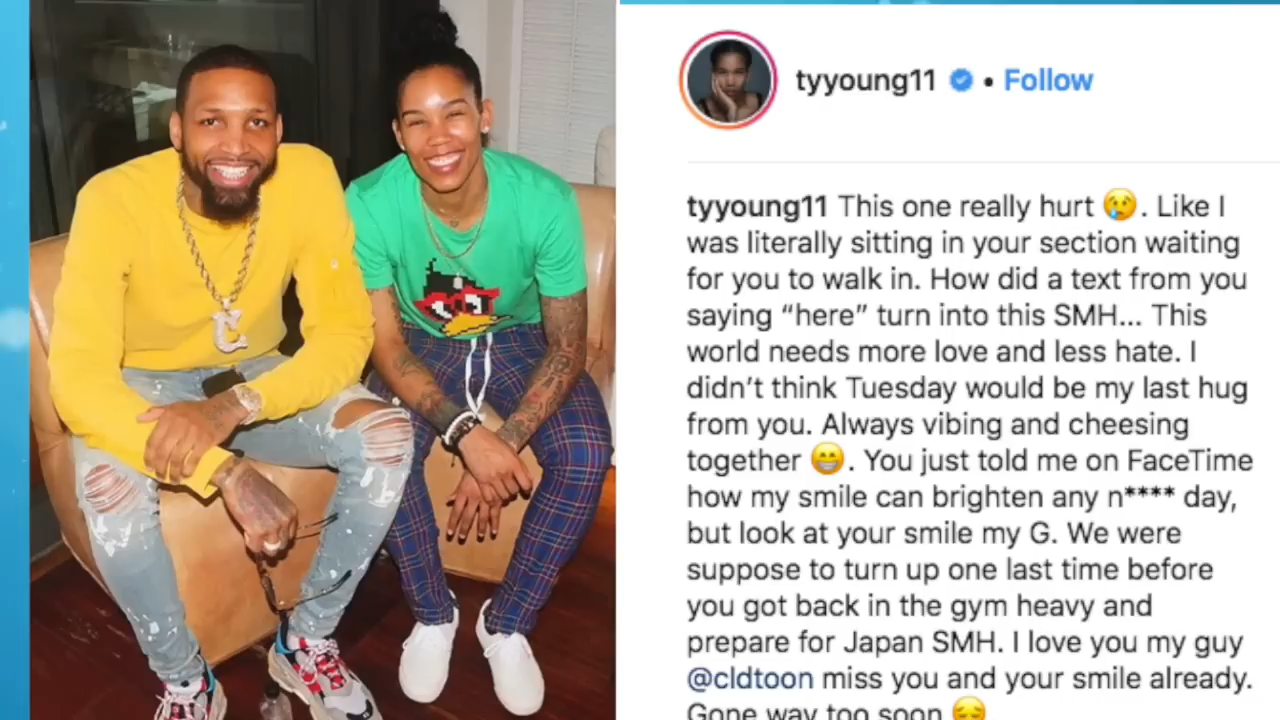 tyyoung11 • Follow
tyyoung11 This one really hurt 😢. Like I
was literally sitting in your section waiting
for you to walk in. How did a text from you
saying “here” turn into this SMH... This
world needs more love and less hate. I
didn’t think Tuesday would be my last hug
from you. Always vibing and cheesing
together 😁. You just told me on FaceTime
how my smile can brighten any n**** day,
but look at your smile my G. We were
suppose to turn up one last time before
you got back in the gym heavy and
prepare for Japan SMH. I love you my guy
@cldtoon miss you and your smile already.
Gone way too soon 😔